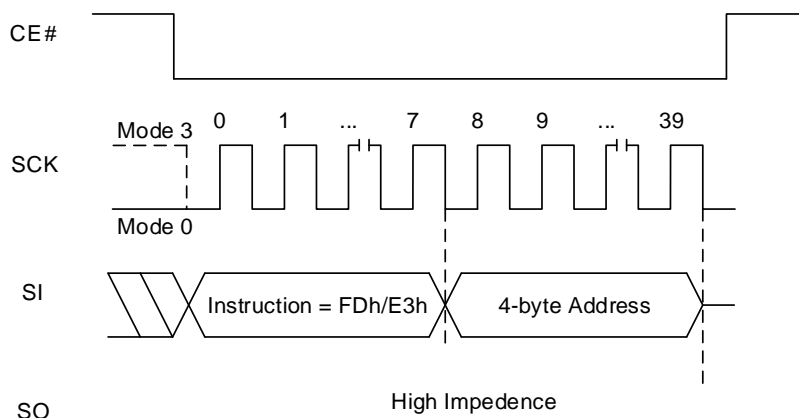 CE#
0 1 ... 7 8 9 ... 39
Mode 3
SCK
Mode 0
SI
Instruction = FDh/E3h
4-byte Address
High Impedence
SO